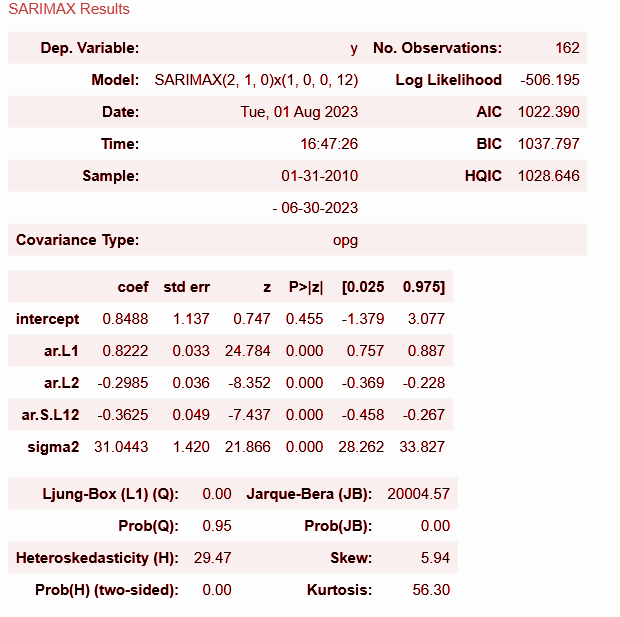 SARIMAX Results
Dep. Variable: y No. Observations: 162
Model: SARIMAX(2, 1, 0)x(1, 0, 0, 12) Log Likelihood -506.195
Date: Tue, 01 Aug 2023 AIC 1022.390
Time: 16:47:26 BIC 1037.797
Sample: 01-31-2010 HQIC 1028.646
- 06-30-2023
Covariance Type: opg
coef std err z P>|z| [0.025 0.975]
intercept 0.8488 1.137 0.747 0.455 -1.379 3.077
ar.L1 0.8222 0.033 24.784 0.000 0.757 0.887
ar.L2 -0.2985 0.036 -8.352 0.000 -0.369 -0.228
ar.S.L12 -0.3625 0.049 -7.437 0.000 -0.458 -0.267
sigma2 31.0443 1.420 21.866 0.000 28.262 33.827
Ljung-Box (L1) (Q): 0.00 Jarque-Bera (JB): 20004.57
Prob(Q): 0.95 Prob(JB): 0.00
Heteroskedasticity (H): 29.47 Skew: 5.94
Prob(H) (two-sided): 0.00 Kurtosis: 56.30